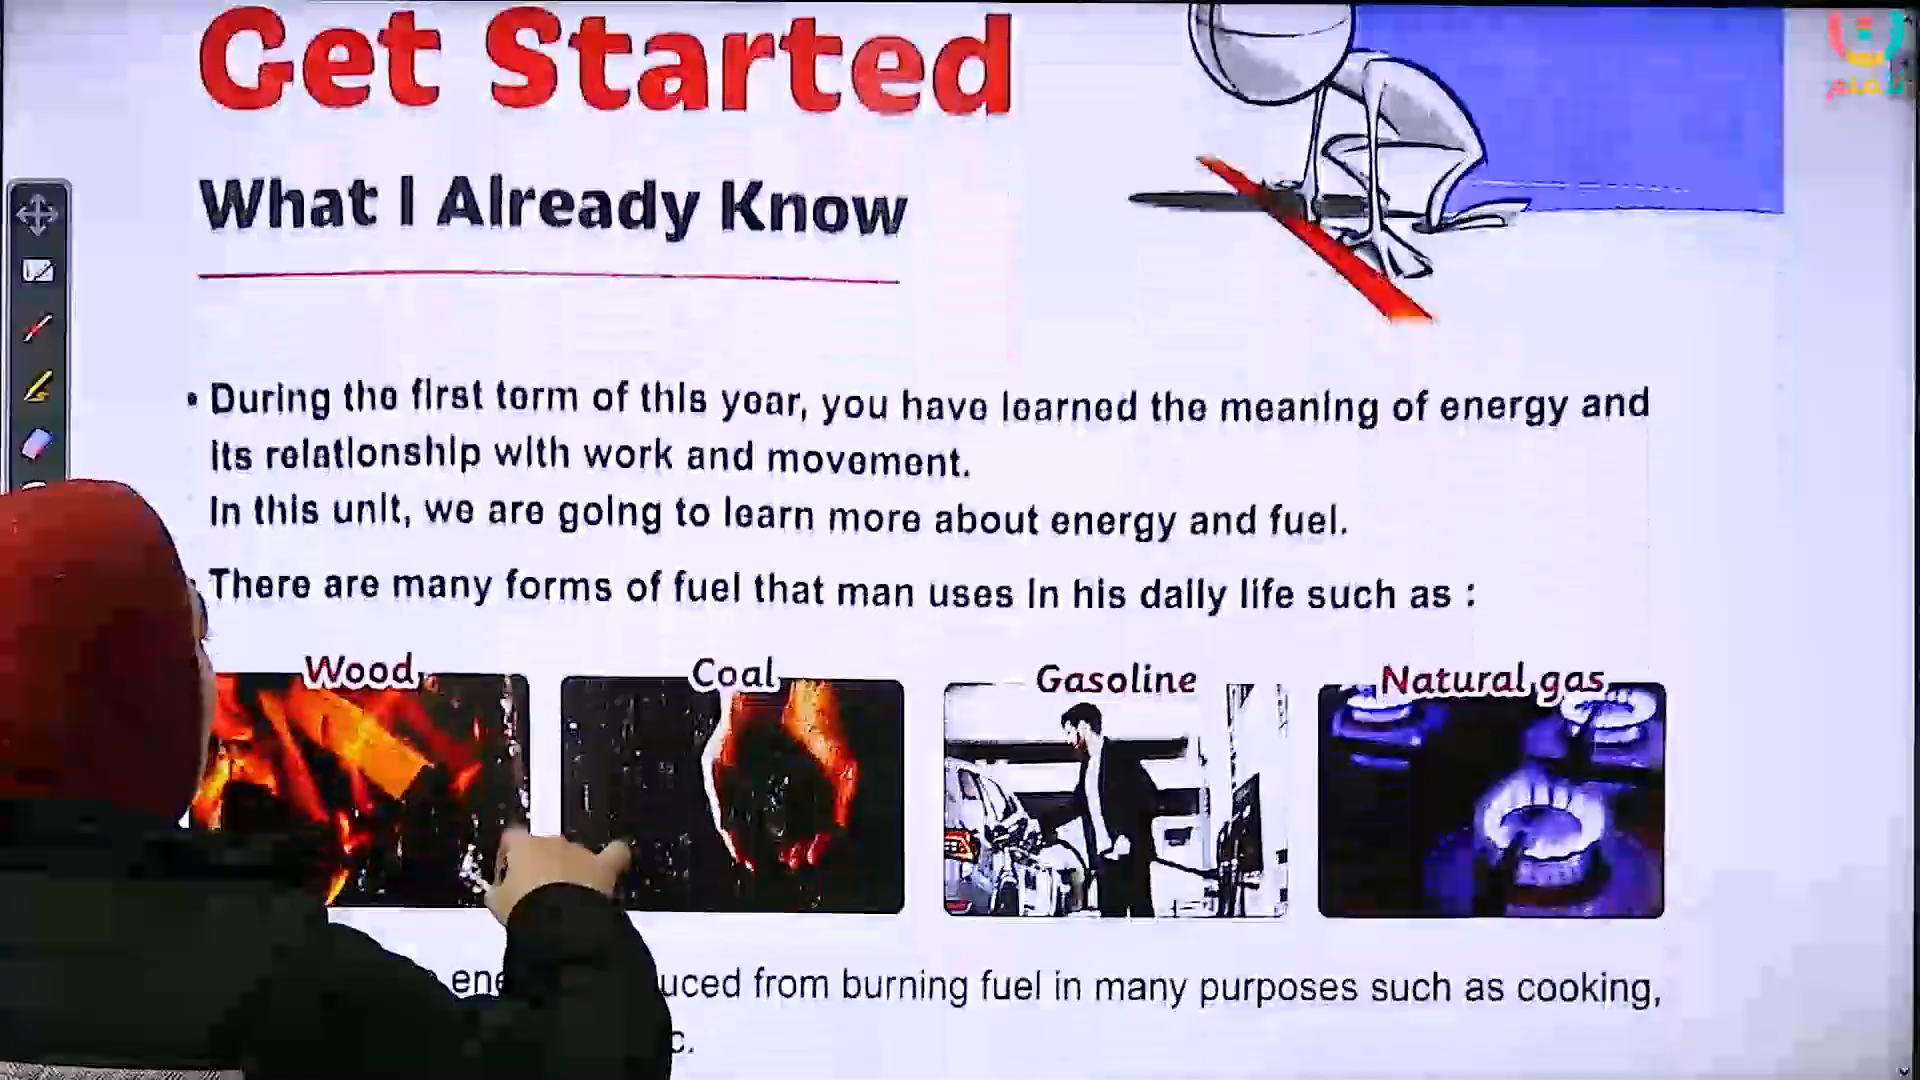 Get Started
What I Already Know
• During the first term of this year, you have learned the meaning of energy and
its relationship with work and movement.
In this unit, we are going to learn more about energy and fuel.
There are many forms of fuel that man uses in his daily life such as :
Wood Coal Gasoline Natural gas
ene uced from burning fuel in many purposes such as cooking,
c.
نتعلم